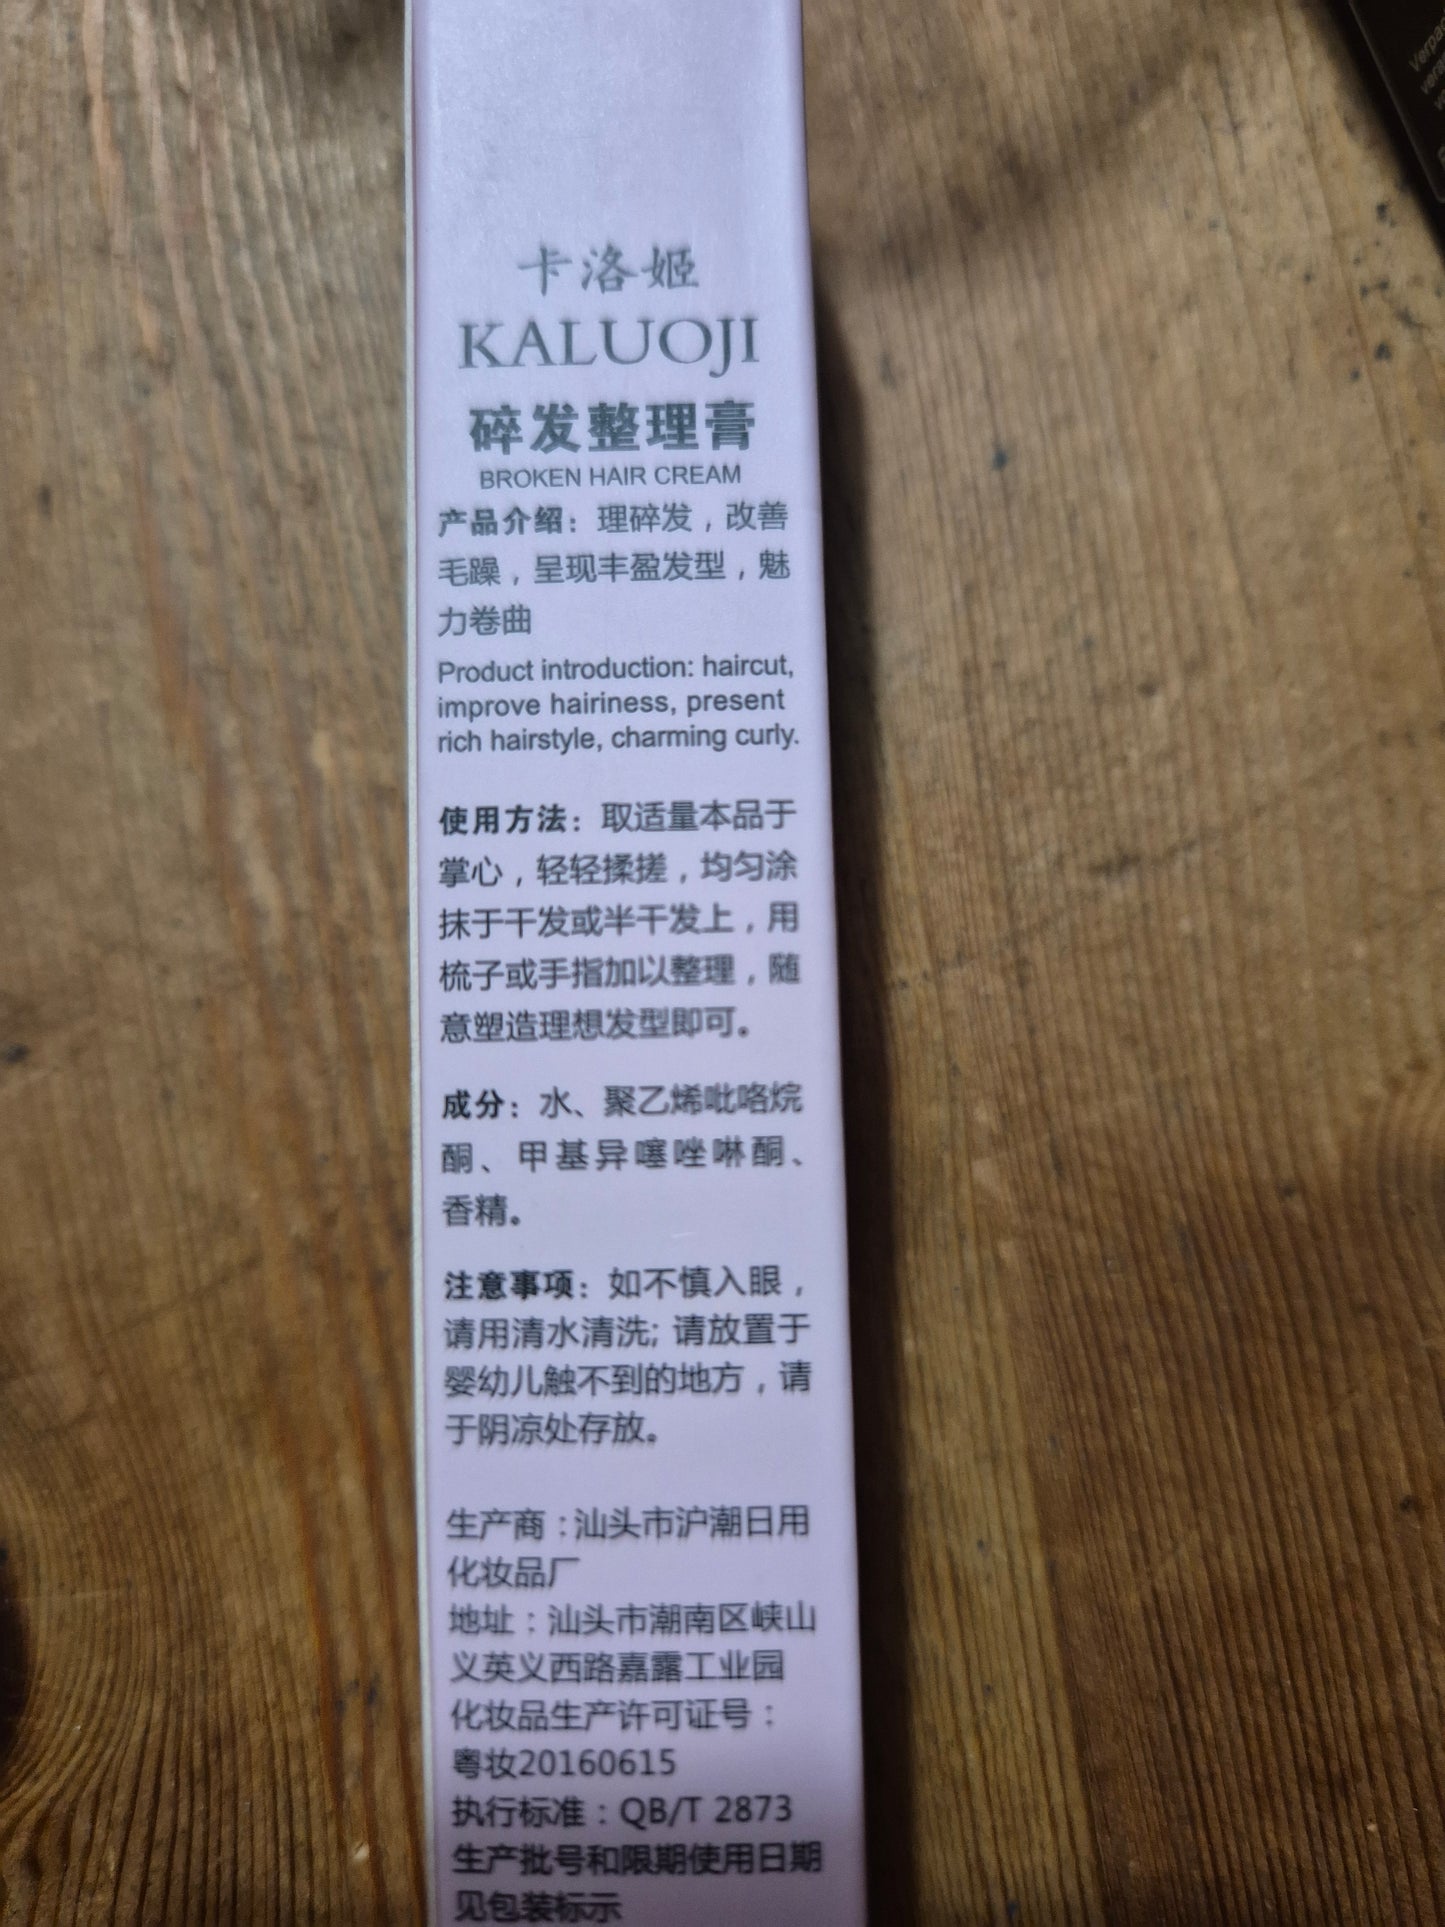 卡洛姬
KALUOJI
碎发整理膏
BROKEN HAIR CREAM
产品介绍：理碎发，改善
毛躁，呈现丰盈发型，魅
力卷曲
Product introduction: haircut,
improve hairiness, present
rich hairstyle, charming curly.
使用方法：取适量本品于
掌心，轻轻揉搓，均匀涂
抹于干发或半干发上，用
梳子或手指加以整理，随
意塑造理想发型即可。
成分：水、聚乙烯吡咯烷
酮、甲基异噻唑啉酮、
香精。
注意事项：如不慎入眼，
请用清水清洗；请放置于
婴幼儿触不到的地方，请
于阴凉处存放。
生产商：汕头市沪潮日用
化妆品厂
地址：汕头市潮南区峡山
义英义西路嘉露工业园
化妆品生产许可证号：
粤妆20160615
执行标准：QB/T 2873
生产批号和限期使用日期
见包装标示